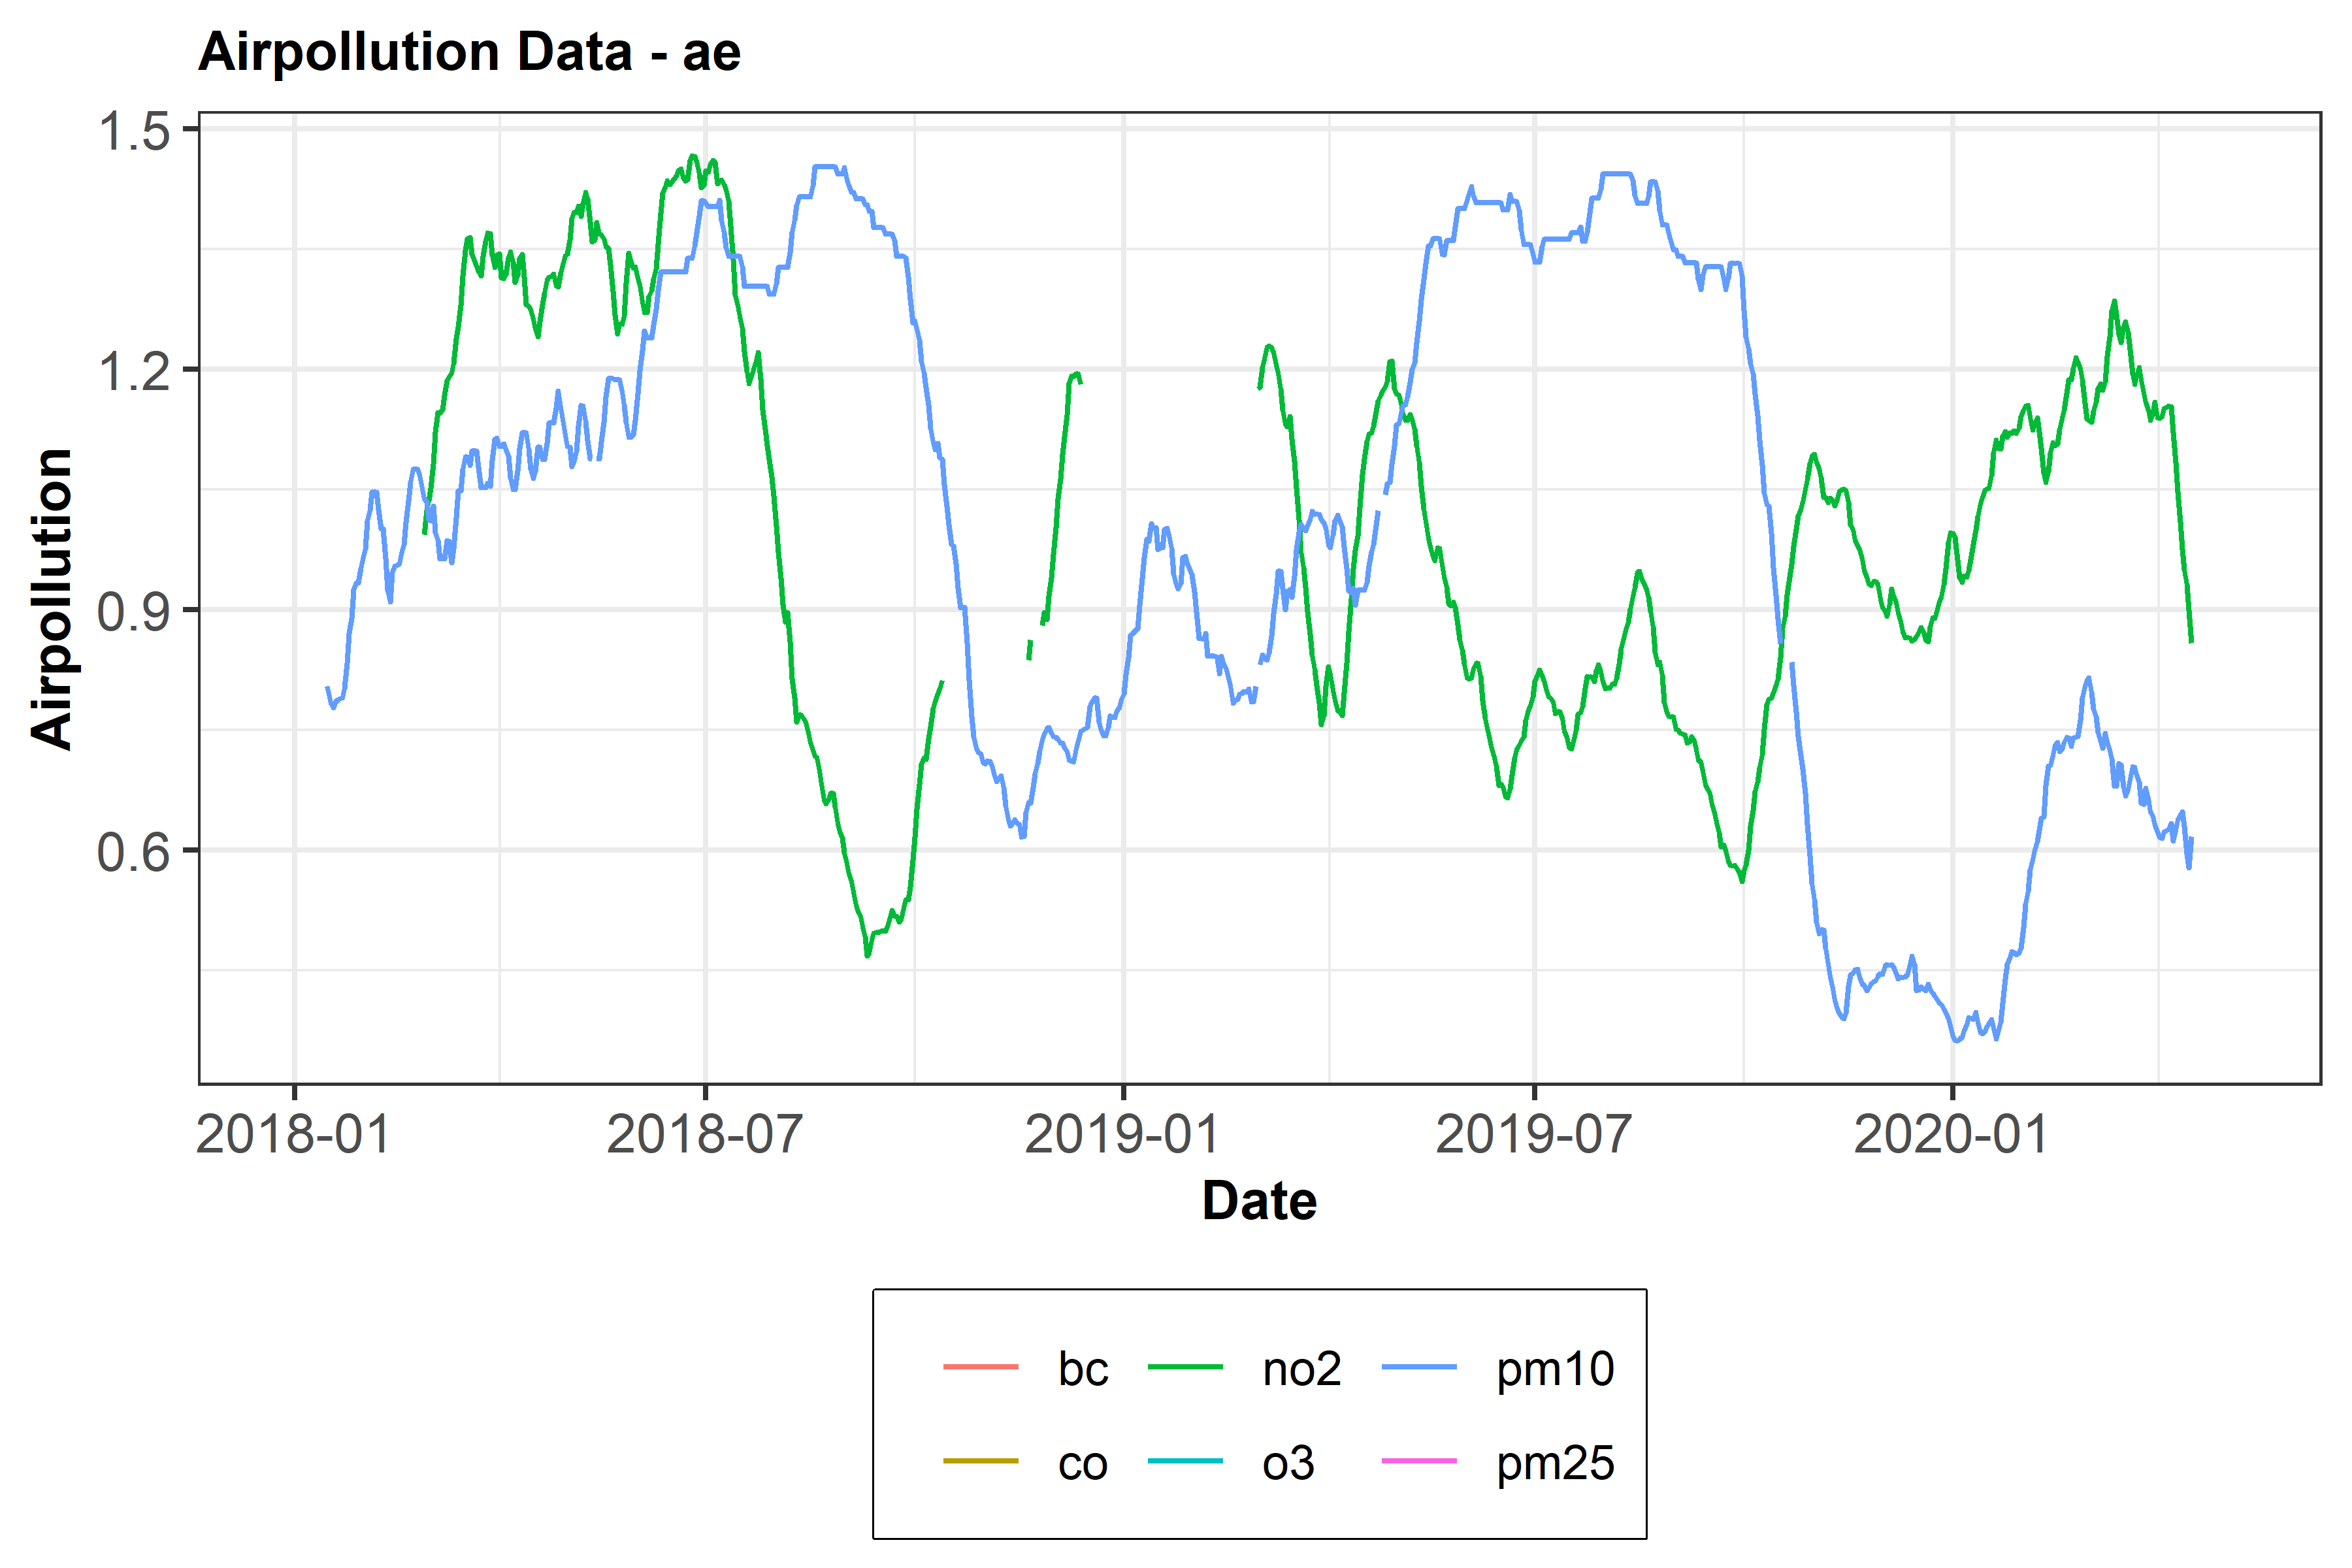 Airpollution Data - ae
1.5
1.2
0.9
0.6
Airpollution
2018-01 2018-07 2019-01 2019-07 2020-01
Date
bc no2 pm10
co o3 pm25